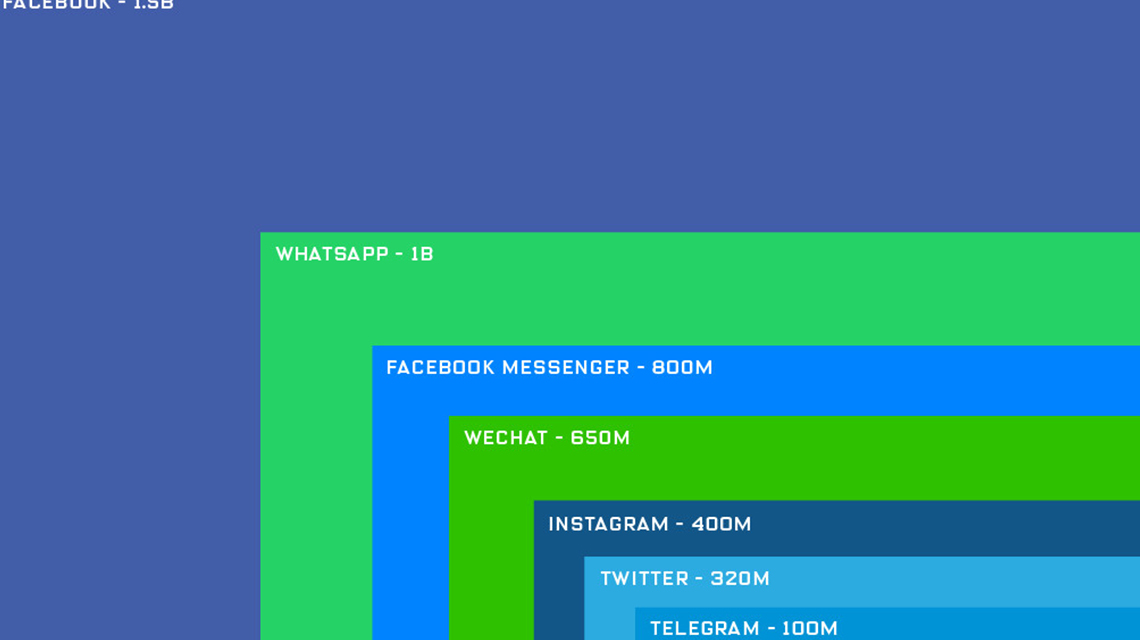 FACEBOOK - 1.5B
WHATSAPP - 1B
FACEBOOK MESSENGER - 800M
WECHAT - 650M
INSTAGRAM - 400M
TWITTER - 320M
TELEGRAM - 100M